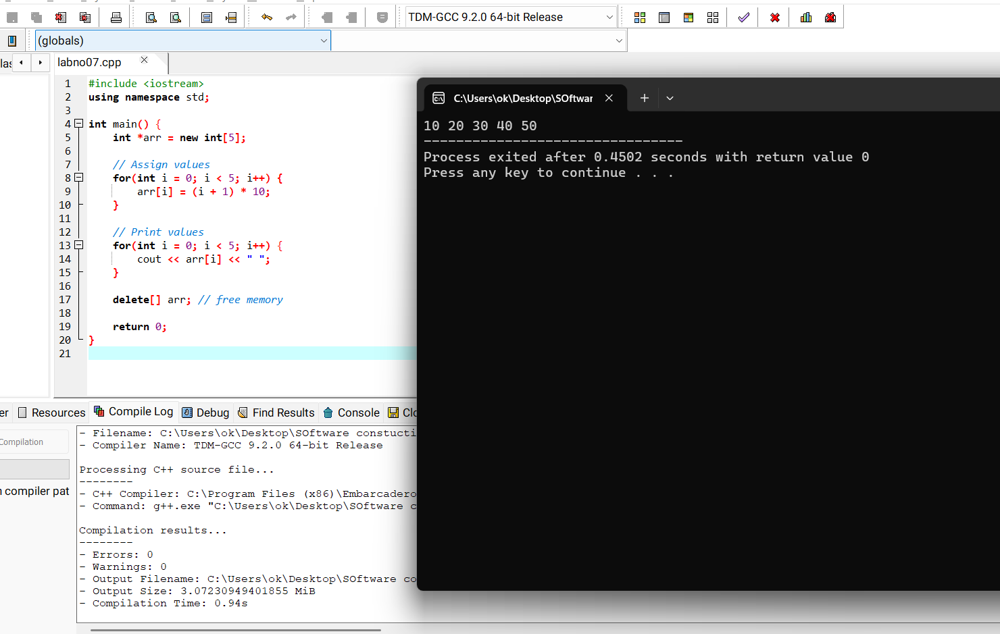 TDM-GCC 9.2.0 64-bit Release
(globals)
labno07.cpp
1 #include <iostream>
2 using namespace std;
3
4 int main() {
5 int *arr = new int[5];
6
7 // Assign values
8 for(int i = 0; i < 5; i++) {
9 arr[i] = (i + 1) * 10;
10 }
11
12 // Print values
13 for(int i = 0; i < 5; i++) {
14 cout << arr[i] << " ";
15 }
16
17 delete[] arr; // free memory
18
19 return 0;
20 }
21
C:\Users\ok\Desktop\SOftwar
10 20 30 40 50
--------------------------------
Process exited after 0.4502 seconds with return value 0
Press any key to continue . . .
er Resources Compile Log Debug Find Results Console Clo
Compilation
compiler pat
- Filename: C:\Users\ok\Desktop\SOftware constucti
- Compiler Name: TDM-GCC 9.2.0 64-bit Release
Processing C++ source file...
--------
- C++ Compiler: C:\Program Files (x86)\Embarcadero
- Command: g++.exe "C:\Users\ok\Desktop\SOftware c
Compilation results...
--------
- Errors: 0
- Warnings: 0
- Output Filename: C:\Users\ok\Desktop\SOftware co
- Output Size: 3.07230949401855 MiB
- Compilation Time: 0.94s